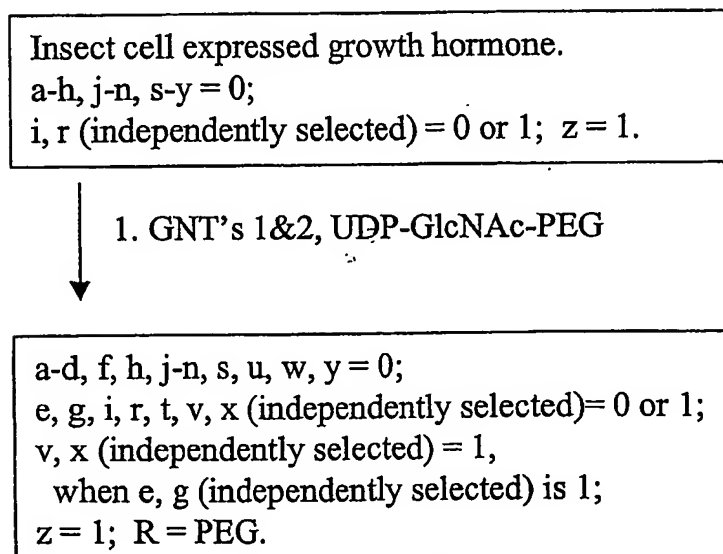 Insect cell expressed growth hormone.
a-h, j-n, s-y = 0;
i, r (independently selected) = 0 or 1; z = 1.
1. GNT's 1&2, UDP-GlcNAc-PEG
a-d, f, h, j-n, s, u, w, y = 0;
e, g, i, r, t, v, x (independently selected)= 0 or 1;
v, x (independently selected) = 1,
when e, g (independently selected) is 1;
z = 1; R = PEG.